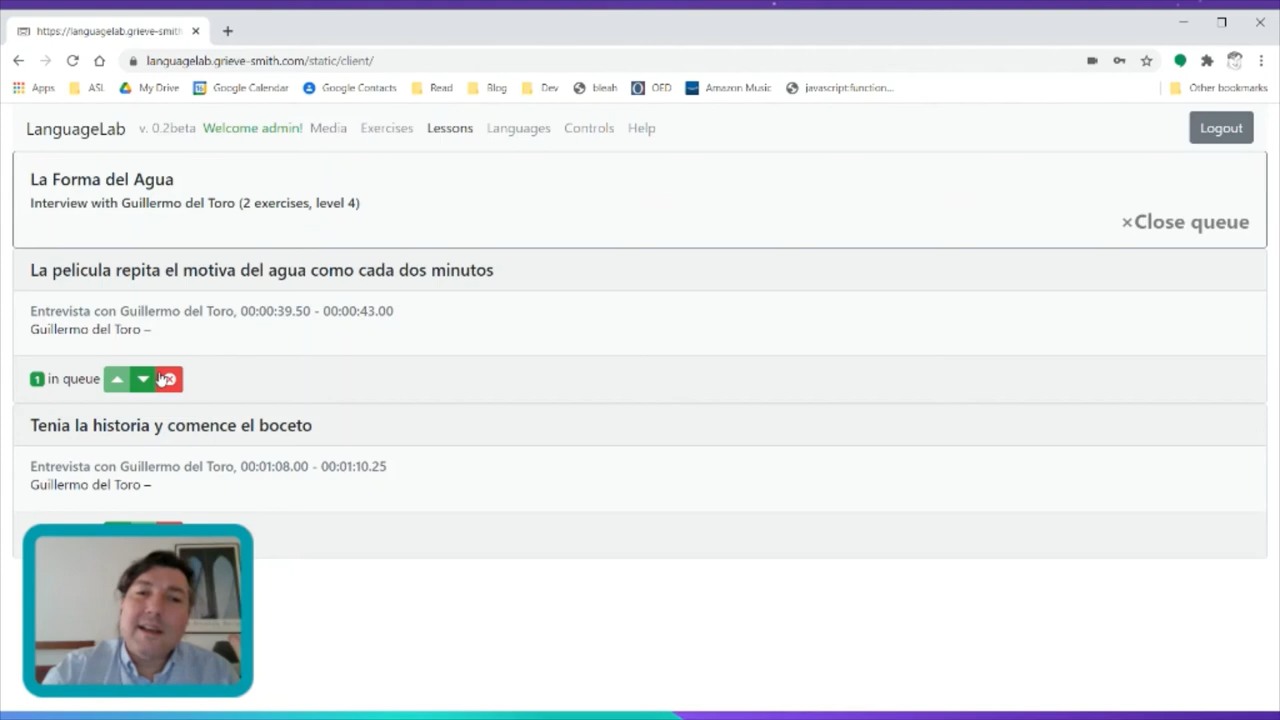 https://languagelab.grieve-smith
languagelab.grieve-smith.com/static/client/
Apps ASL My Drive Google Calendar Google Contacts Read Blog Dev bleah OED Amazon Music javascript:function... Other bookmarks
LanguageLab v. 0.2beta Welcome admin! Media Exercises Lessons Languages Controls Help Logout
La Forma del Agua
Interview with Guillermo del Toro (2 exercises, level 4)
×Close queue
La pelicula repita el motiva del agua como cada dos minutos
Entrevista con Guillermo del Toro, 00:00:39.50 - 00:00:43.00
Guillermo del Toro –
1 in queue
Tenia la historia y comence el boceto
Entrevista con Guillermo del Toro, 00:01:08.00 - 00:01:10.25
Guillermo del Toro –